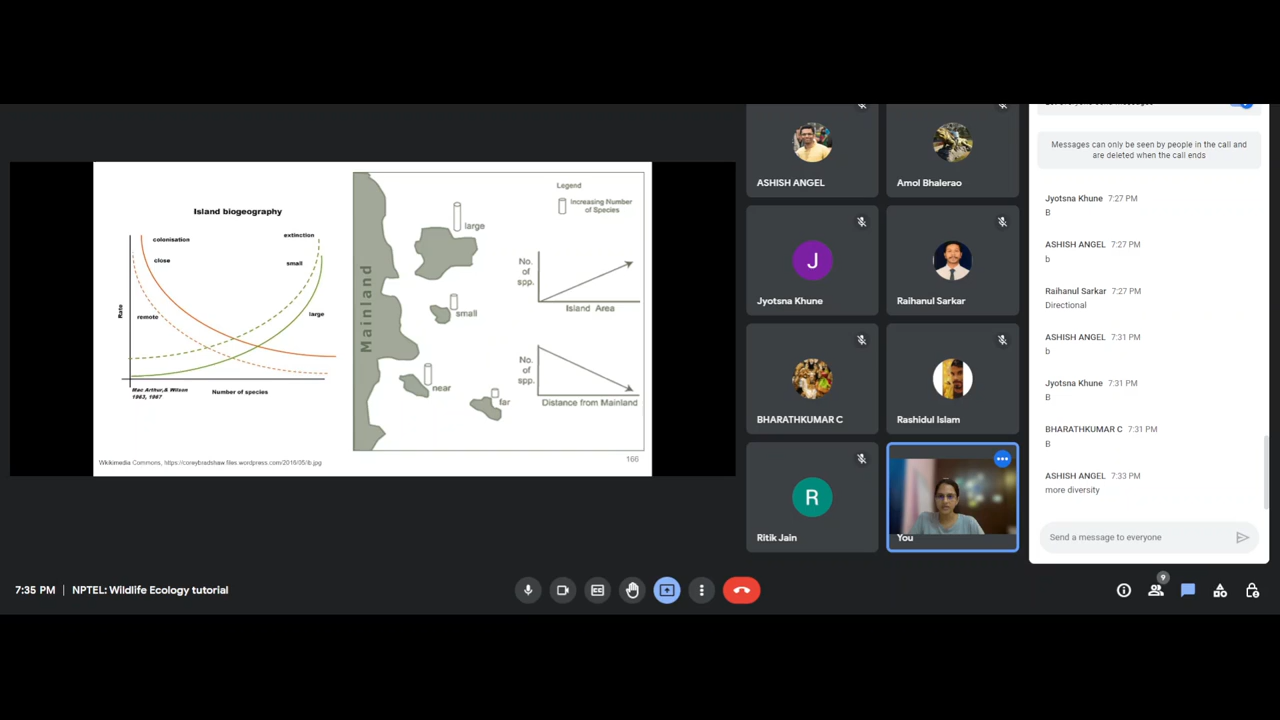 Island biogeography
colonisation
extinction
close
small
remote
large
Rate
Mac Arthur,& Wilson
1963, 1967
Number of species
Wkikimedia Commons, https://coreybradshaw.files.wordpress.com/2016/05/ib.jpg
Mainland
large
small
near
far
Legend
Increasing Number
of Species
No.
of
spp.
Island Area
No.
of
spp.
Distance from Mainland
166
ASHISH ANGEL
Amol Bhalerao
J
Jyotsna Khune
Raihanul Sarkar
BHARATHKUMAR C
Rashidul Islam
R
Ritik Jain
You
Messages can only be seen by people in the call and
are deleted when the call ends
Jyotsna Khune 7:27 PM
B
ASHISH ANGEL 7:27 PM
b
Raihanul Sarkar 7:27 PM
Directional
ASHISH ANGEL 7:31 PM
b
Jyotsna Khune 7:31 PM
B
BHARATHKUMAR C 7:31 PM
B
ASHISH ANGEL 7:33 PM
more diversity
Send a message to everyone
7:35 PM | NPTEL: Wildlife Ecology tutorial
9